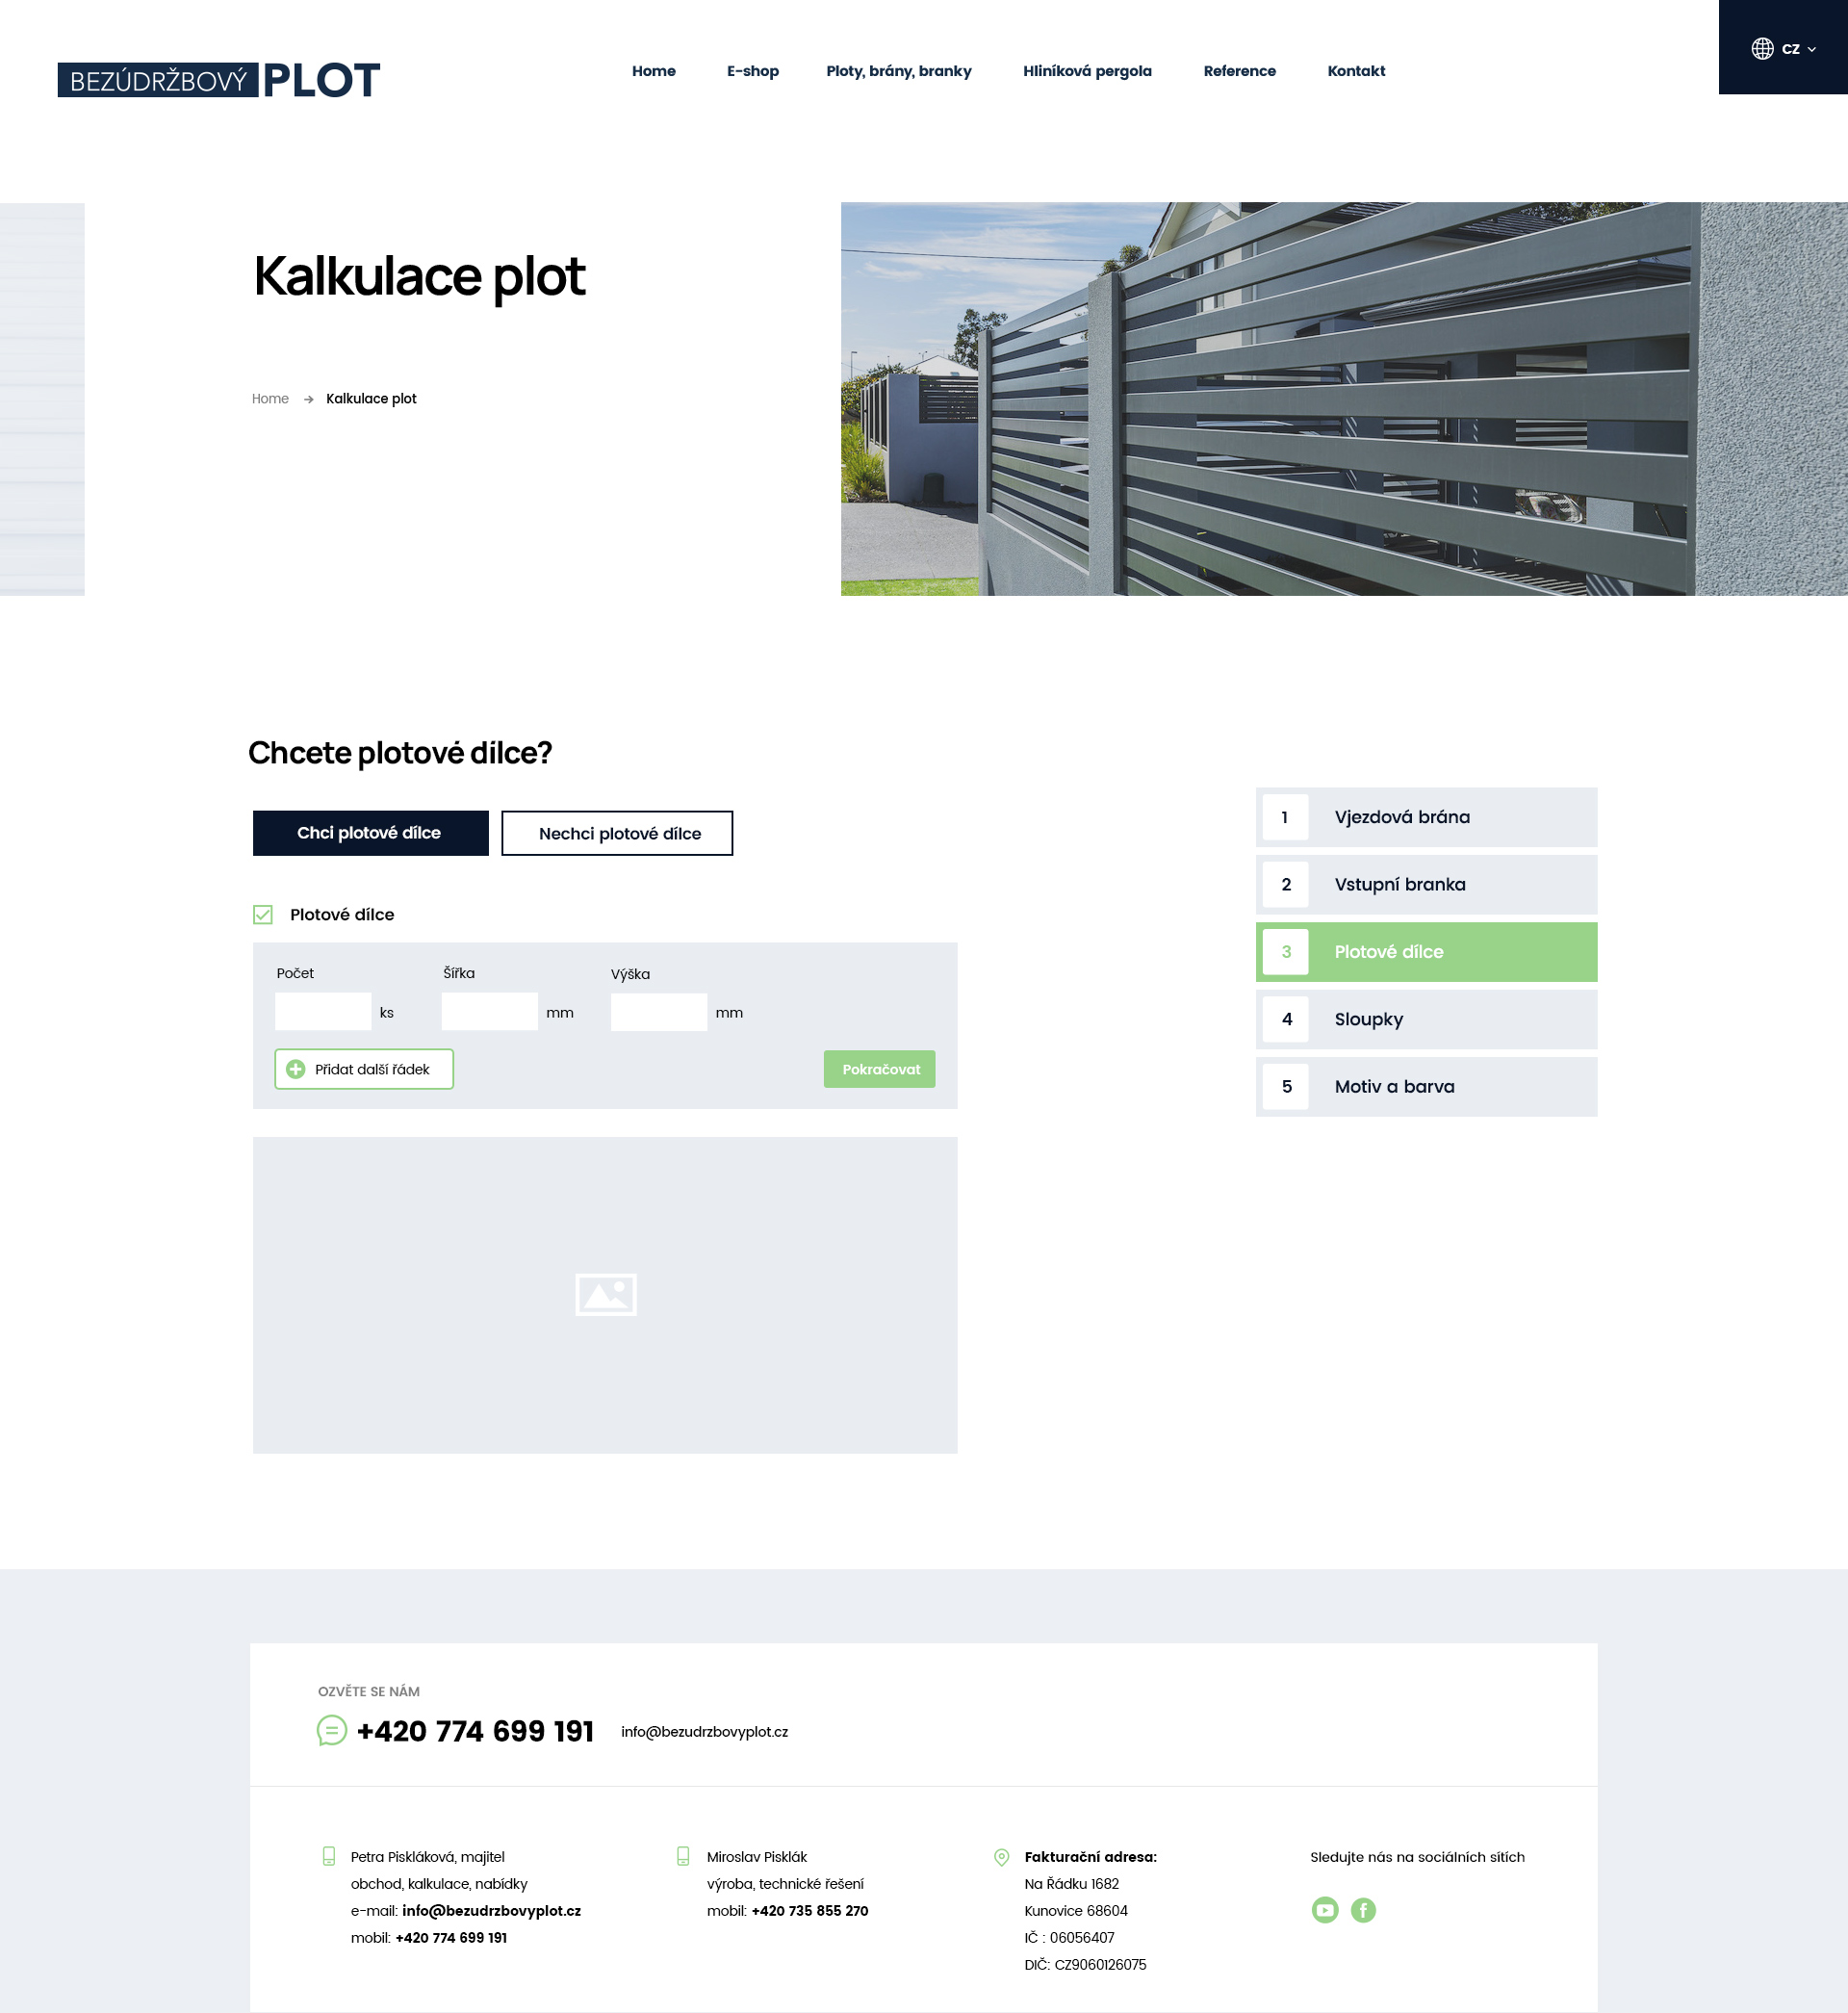 BEZÚDRŽBOVÝ PLOT
Home E-shop Ploty, brány, branky Hliníková pergola Reference Kontakt
CZ
Kalkulace plot
Home → Kalkulace plot
Chcete plotové dílce?
Chci plotové dílce
Nechci plotové dílce
Plotové dílce
Počet
ks
Šířka
mm
Výška
mm
Přidat další řádek
Pokračovat
1 Vjezdová brána
2 Vstupní branka
3 Plotové dílce
4 Sloupky
5 Motiv a barva
OZVĚTE SE NÁM
+420 774 699 191 info@bezudrzbovyplot.cz
Petra Piskláková, majitel
obchod, kalkulace, nabídky
e-mail: info@bezudrzbovyplot.cz
mobil: +420 774 699 191
Miroslav Pisklák
výroba, technické řešení
mobil: +420 735 855 270
Fakturační adresa:
Na Řádku 1682
Kunovice 68604
IČ : 06056407
DIČ: CZ9060126075
Sledujte nás na sociálních sítích